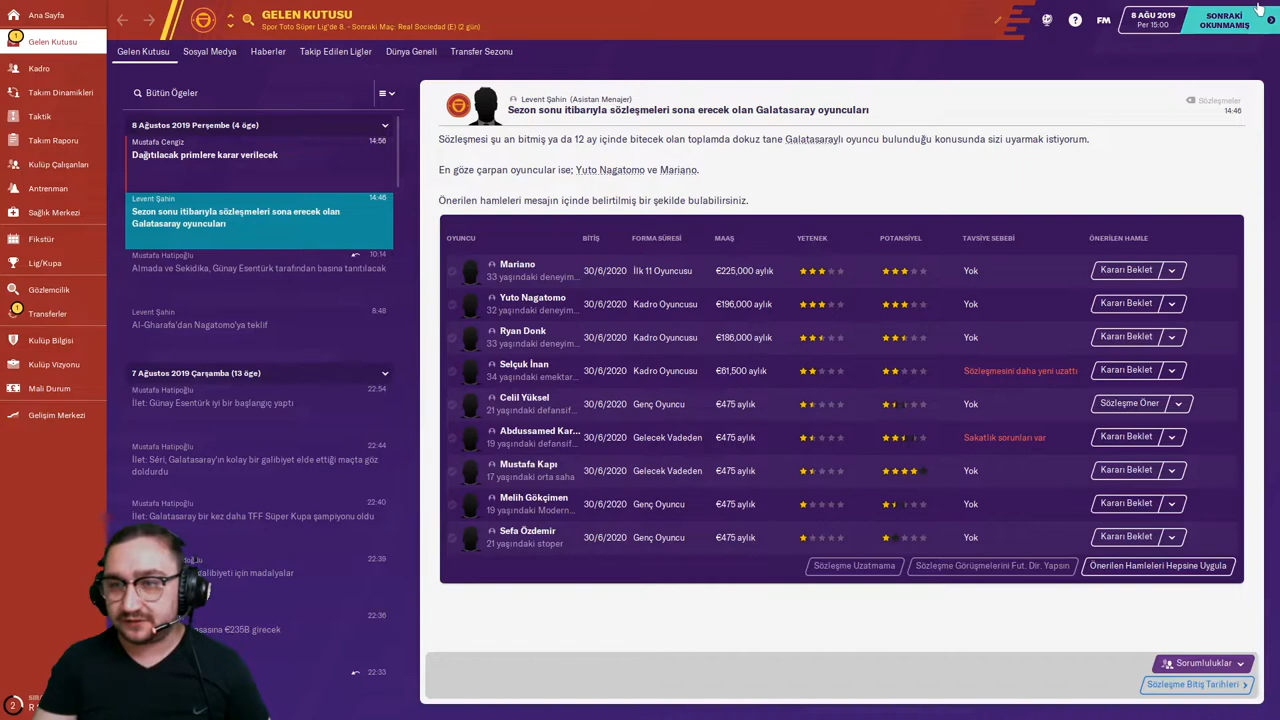 Ana Sayfa
1
Gelen Kutusu
Kadro
Takım Dinamikleri
Taktik
Takım Raporu
Kulüp Çalışanları
Antrenman
Sağlık Merkezi
Fikstür
Lig/Kupa
Gözlemcilik
1
Transferler
Kulüp Bilgisi
Kulüp Vizyonu
Mali Durum
Gelişim Merkezi
2
GELEN KUTUSU
Spor Toto Süper Lig'de 8. - Sonraki Maç: Real Sociedad (E) (2 gün)
?
FM
8 AĞU 2019
Per 15:00
SONRAKİ
OKUNMAMIŞ
Gelen Kutusu
Sosyal Medya
Haberler
Takip Edilen Ligler
Dünya Geneli
Transfer Sezonu
Bütün Ögeler
8 Ağustos 2019 Perşembe (4 öge)
Mustafa Cengiz 14:56
Dağıtılacak primlere karar verilecek
Levent Şahin 14:46
Sezon sonu itibarıyla sözleşmeleri sona erecek olan
Galatasaray oyuncuları
Mustafa Hatipoğlu 10:14
Almada ve Sekidika, Günay Esentürk tarafından basına tanıtılacak
Levent Şahin 8:48
Al-Gharafa'dan Nagatomo'ya teklif
7 Ağustos 2019 Çarşamba (13 öge)
Mustafa Hatipoğlu 22:54
İlet: Günay Esentürk iyi bir başlangıç yaptı
Mustafa Hatipoğlu 22:44
İlet: Séri, Galatasaray'ın kolay bir galibiyet elde ettiği maçta göz
doldurdu
Mustafa Hatipoğlu 22:40
İlet: Galatasaray bir kez daha TFF Süper Kupa şampiyonu oldu
22:39
galibiyeti için madalyalar
22:36
kasasına €235B girecek
22:33
Levent Şahin (Asistan Menajer)
Sezon sonu itibarıyla sözleşmeleri sona erecek olan Galatasaray oyuncuları
Sözleşmeler
14:46
Sözleşmesi şu an bitmiş ya da 12 ay içinde bitecek olan toplamda dokuz tane Galatasaraylı oyuncu bulunduğu konusunda sizi uyarmak istiyorum.
En göze çarpan oyuncular ise; Yuto Nagatomo ve Mariano.
Önerilen hamleleri mesajın içinde belirtilmiş bir şekilde bulabilirsiniz.
OYUNCU BİTİŞ FORMA SÜRESİ MAAŞ YETENEK POTANSİYEL TAVSİYE SEBEBİ ÖNERİLEN HAMLE
Mariano
33 yaşındaki deneyim... 30/6/2020 İlk 11 Oyuncusu €225,000 aylık Yok Kararı Beklet
Yuto Nagatomo
32 yaşındaki deneyim... 30/6/2020 Kadro Oyuncusu €196,000 aylık Yok Kararı Beklet
Ryan Donk
33 yaşındaki deneyim... 30/6/2020 Kadro Oyuncusu €186,000 aylık Yok Kararı Beklet
Selçuk İnan
34 yaşındaki emektar... 30/6/2020 Kadro Oyuncusu €61,500 aylık Sözleşmesini daha yeni uzattı Kararı Beklet
Celil Yüksel
21 yaşındaki defansif... 30/6/2020 Genç Oyuncu €475 aylık Yok Sözleşme Öner
Abdussamed Kar...
19 yaşındaki defansif... 30/6/2020 Gelecek Vadeden €475 aylık Sakatlık sorunları var Kararı Beklet
Mustafa Kapı
17 yaşındaki orta saha 30/6/2020 Gelecek Vadeden €475 aylık Yok Kararı Beklet
Melih Gökçimen
19 yaşındaki Modern... 30/6/2020 Genç Oyuncu €475 aylık Yok Kararı Beklet
Sefa Özdemir
21 yaşındaki stoper 30/6/2020 Genç Oyuncu €475 aylık Yok Kararı Beklet
Sözleşme Uzatmama
Sözleşme Görüşmelerini Fut. Dir. Yapsın
Önerilen Hamleleri Hepsine Uygula
Sorumluluklar
Sözleşme Bitiş Tarihleri